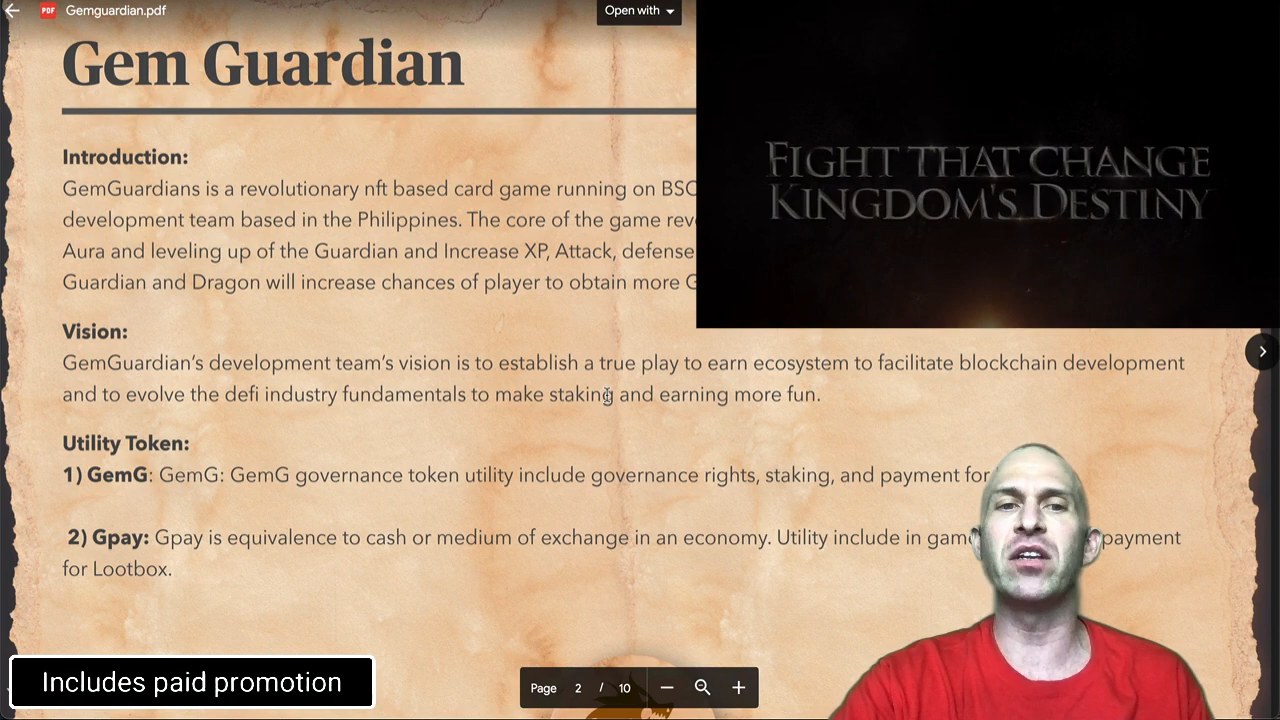 Gemguardian.pdf
Open with
Gem Guardian
FIGHT THAT CHANGE
KINGDOM'S DESTINY
Introduction:
GemGuardians is a revolutionary nft based card game running on BSC
development team based in the Philippines. The core of the game rev
Aura and leveling up of the Guardian and Increase XP, Attack, defense
Guardian and Dragon will increase chances of player to obtain more G
Vision:
GemGuardian’s development team’s vision is to establish a true play to earn ecosystem to facilitate blockchain development
and to evolve the defi industry fundamentals to make staking and earning more fun.
Utility Token:
1) GemG: GemG: GemG governance token utility include governance rights, staking, and payment for
2) Gpay: Gpay is equivalence to cash or medium of exchange in an economy. Utility include in game payment
for Lootbox.
Includes paid promotion
Page 2 / 10